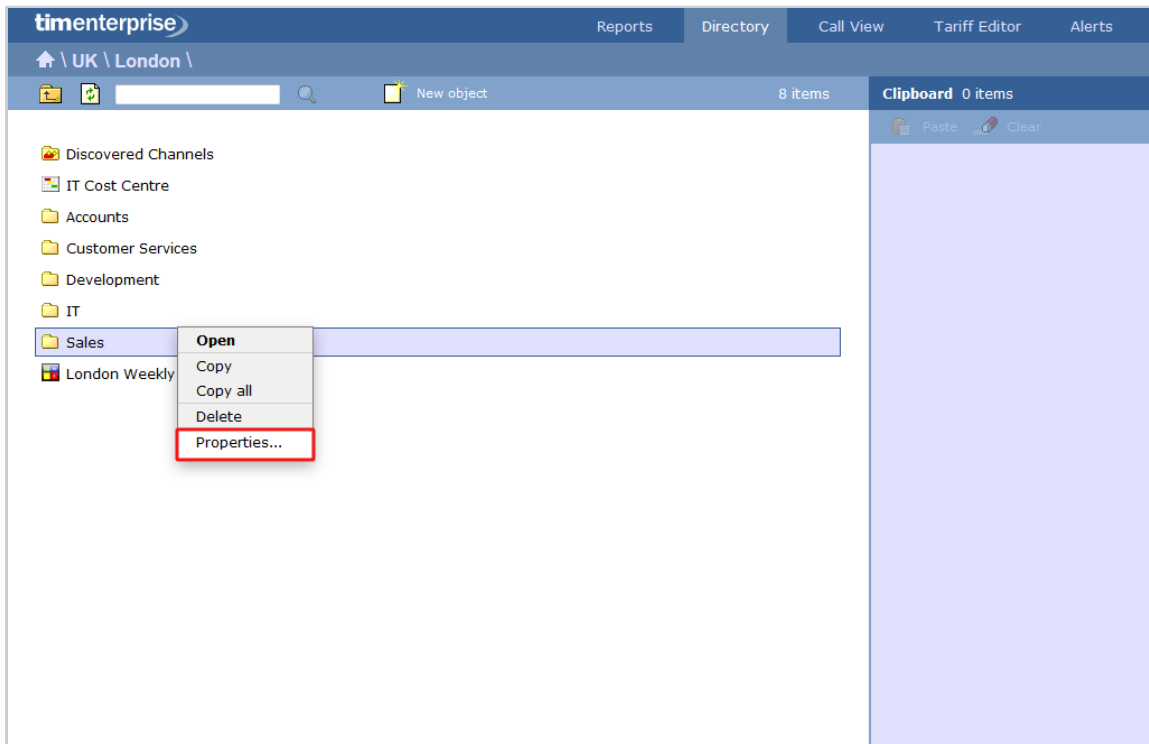 timenterprise
Reports Directory Call View Tariff Editor Alerts
\ UK \ London \
New object 8 items Clipboard 0 items
Paste Clear
Discovered Channels
IT Cost Centre
Accounts
Customer Services
Development
IT
Sales
London Weekly
Open
Copy
Copy all
Delete
Properties...